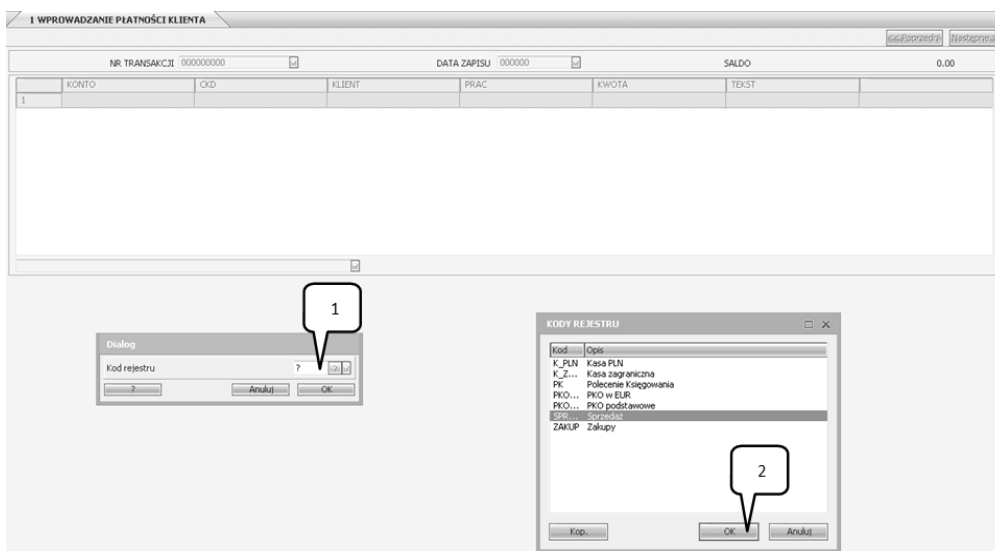 1 WPROWADZANIE PŁATNOŚCI KLIENTA
<<Poprzedni Następne
NR TRANSAKCJI 000000000 DATA ZAPISU 000000 SALDO 0.00
KONTO CKD KLIENT PRAC KWOTA TEKST
1
1
Dialog
Kod rejestru ?
? Anuluj OK
KODY REJESTRU
Kod Opis
K_PLN Kasa PLN
K_Z... Kasa zagraniczna
PK Polecenie Księgowania
PKO... PKO w EUR
PKO... PKO podstawowe
SPR... Sprzedaż
ZAKUP Zakupy
2
Kop. OK Anuluj